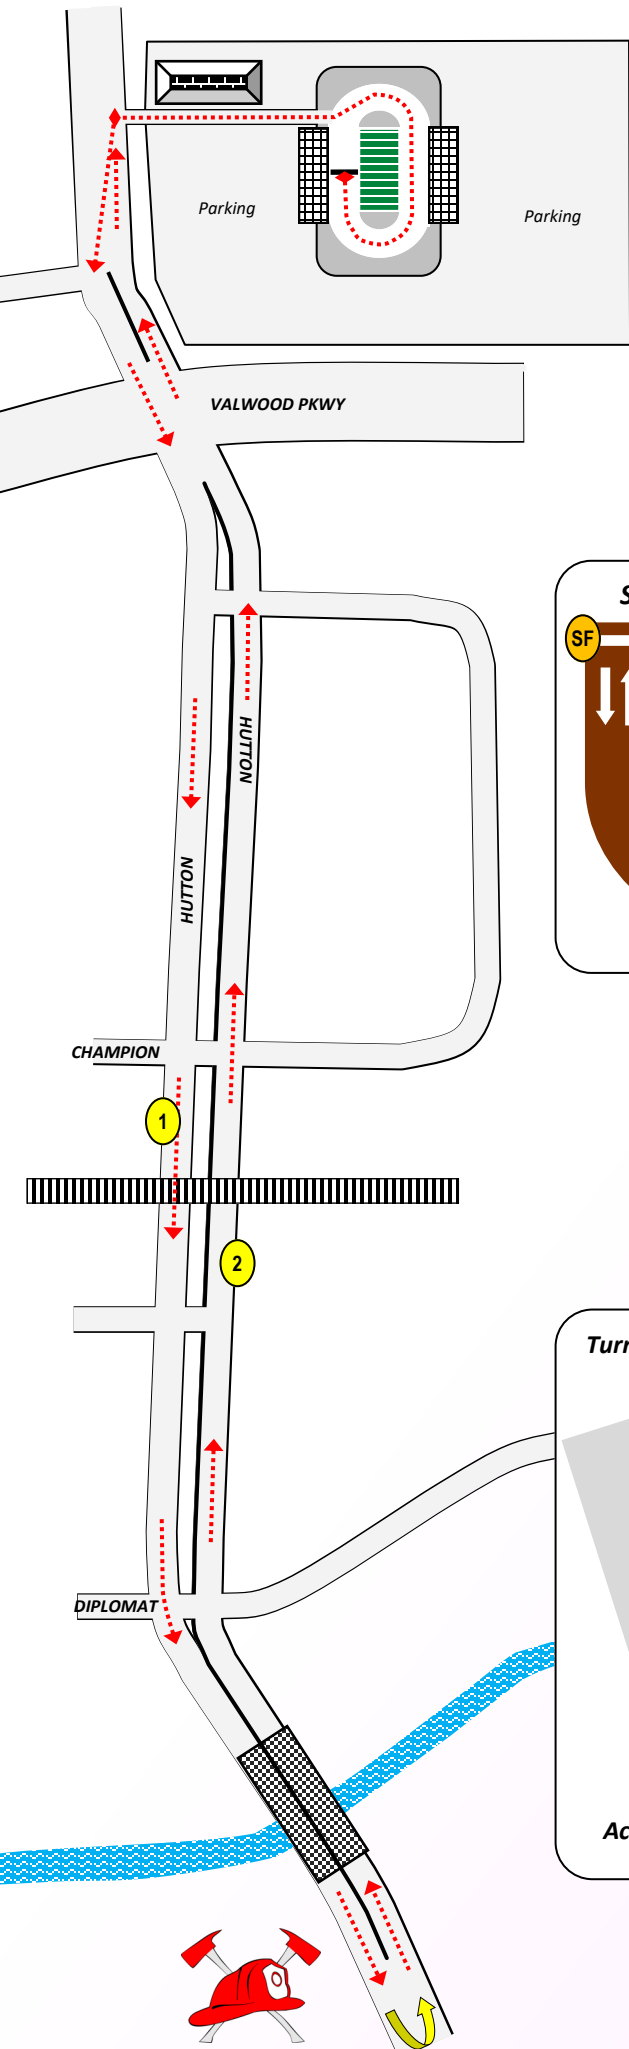 Parking
Parking
VALWOOD PKWY
S
SF
HUTTON
HUTTON
CHAMPION
1
2
Turn
DIPLOMAT
Ac